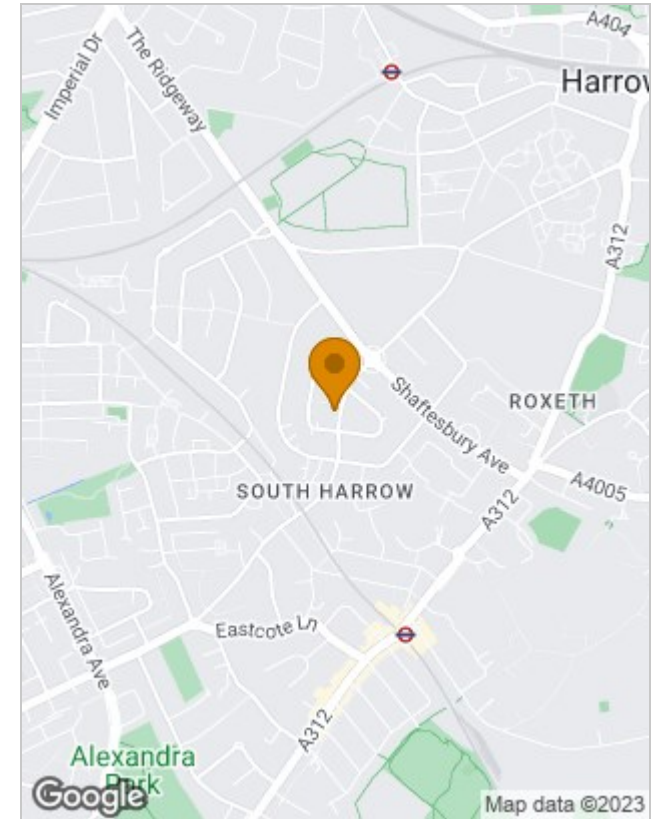 A404
Imperial Dr
The Ridgeway
Harrow
A312
Shaftesbury Ave
ROXETH
SOUTH HARROW
A4005
A312
Alexandra Ave
Eastcote Ln
A312
Alexandra
Park
Google
Map data ©2023